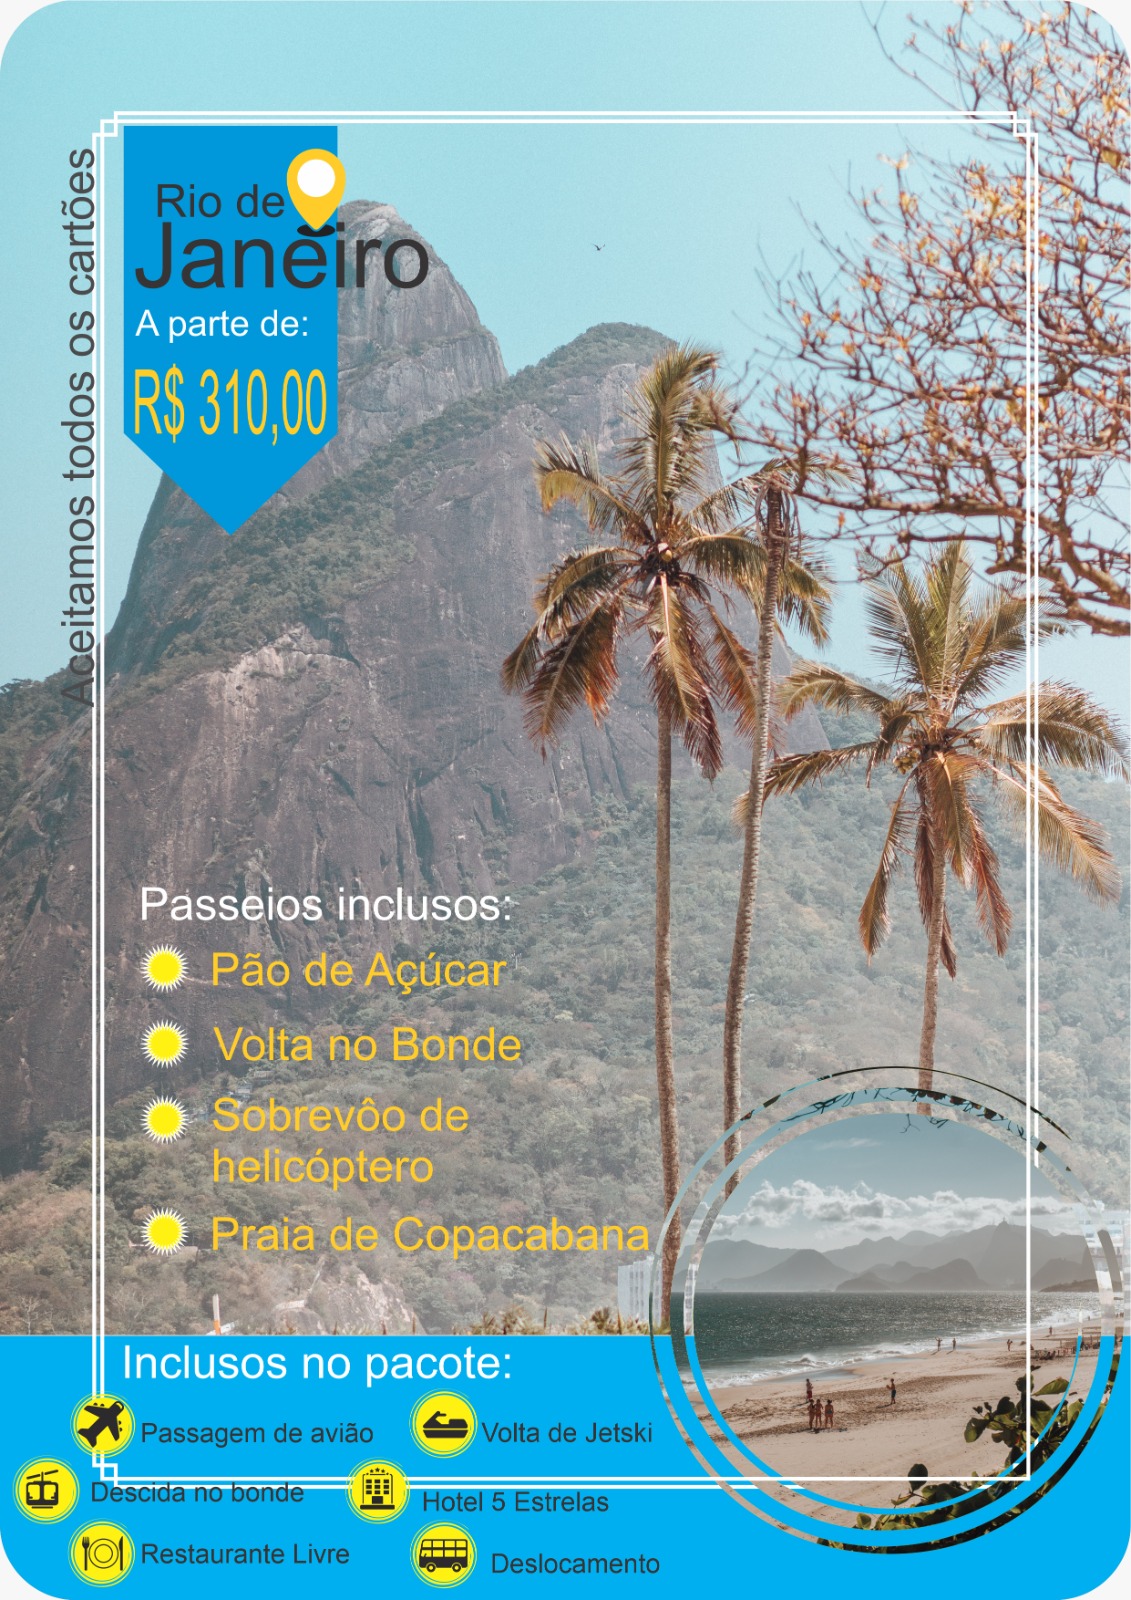 Aceitamos todos os cartões
Rio de
Janeiro
A parte de:
R$ 310,00
Passeios inclusos:
Pão de Açúcar
Volta no Bonde
Sobrevôo de
helicóptero
Praia de Copacabana
Inclusos no pacote:
Passagem de avião
Volta de Jetski
Descida no bonde
Hotel 5 Estrelas
Restaurante Livre
Deslocamento